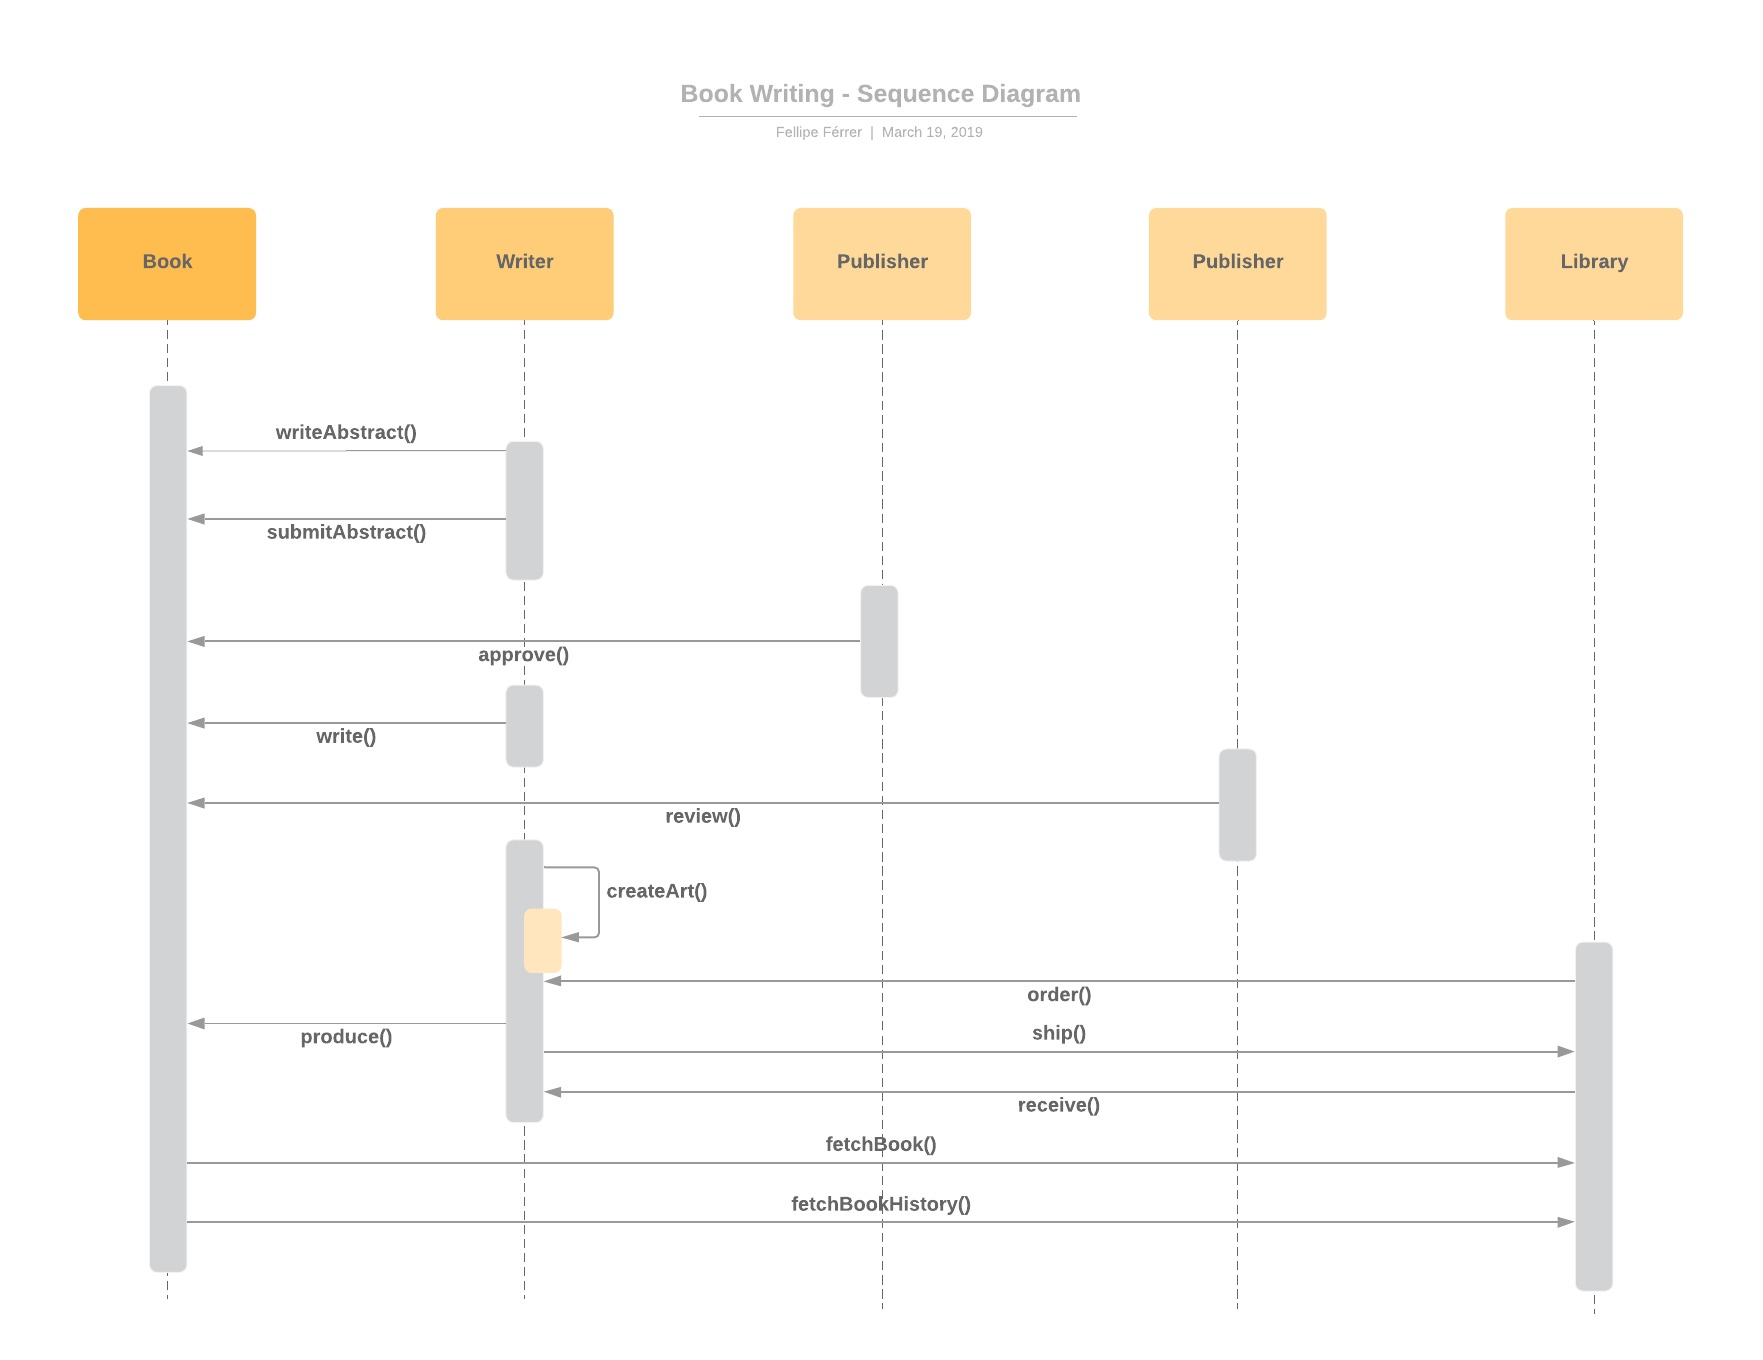 Book Writing - Sequence Diagram
Fellipe Férrer | March 19, 2019
Book
Writer
Publisher
Publisher
Library
writeAbstract()
submitAbstract()
approve()
write()
review()
createArt()
order()
ship()
produce()
receive()
fetchBook()
fetchBookHistory()